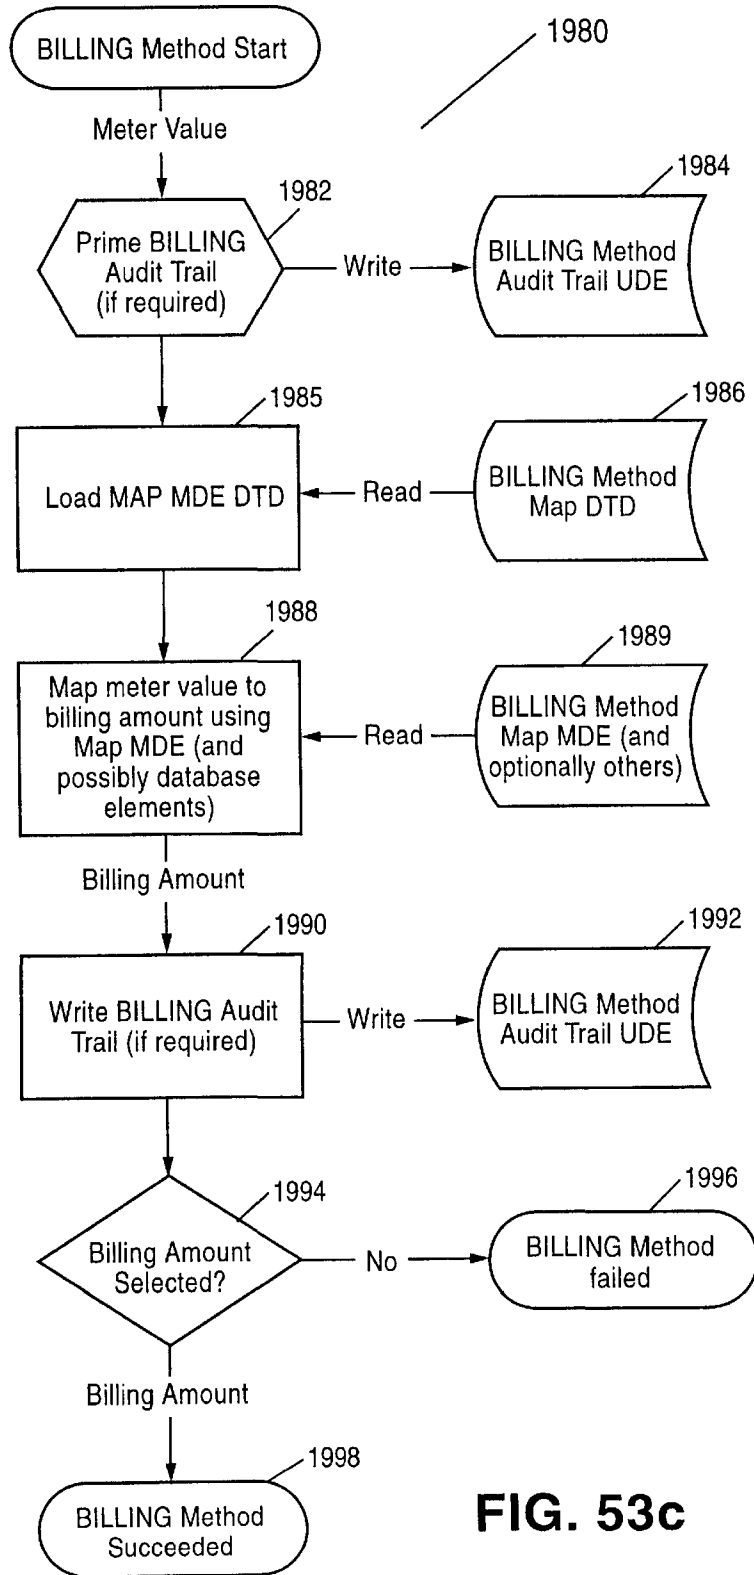 BILLING Method Start
1980
Meter Value
1982
Prime BILLING
Audit Trail
(if required)
Write
1984
BILLING Method
Audit Trail UDE
1985
Load MAP MDE DTD
Read
1986
BILLING Method
Map DTD
1988
Map meter value to
billing amount using
Map MDE (and
possibly database
elements)
Read
1989
BILLING Method
Map MDE (and
optionally others)
Billing Amount
1990
Write BILLING Audit
Trail (if required)
Write
1992
BILLING Method
Audit Trail UDE
1994
Billing Amount
Selected?
No
1996
BILLING Method
failed
Billing Amount
1998
BILLING Method
Succeeded
FIG. 53c